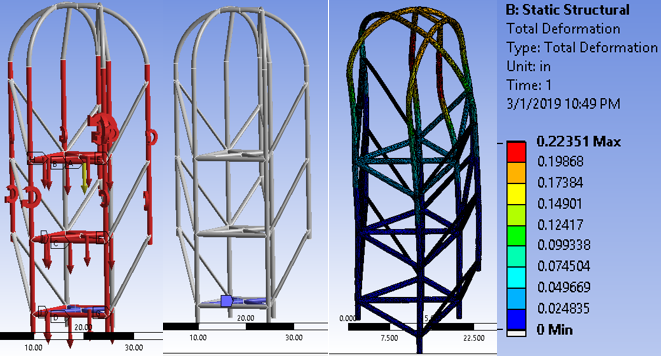 B: Static Structural
Total Deformation
Type: Total Deformation
Unit: in
Time: 1
3/1/2019 10:49 PM
0.22351 Max
0.19868
0.17384
0.14901
0.12417
0.099338
0.074504
0.049669
0.024835
0 Min
20.00
10.00 30.00
20.00
10.00 30.00
0.000 15.000
7.500 22.500